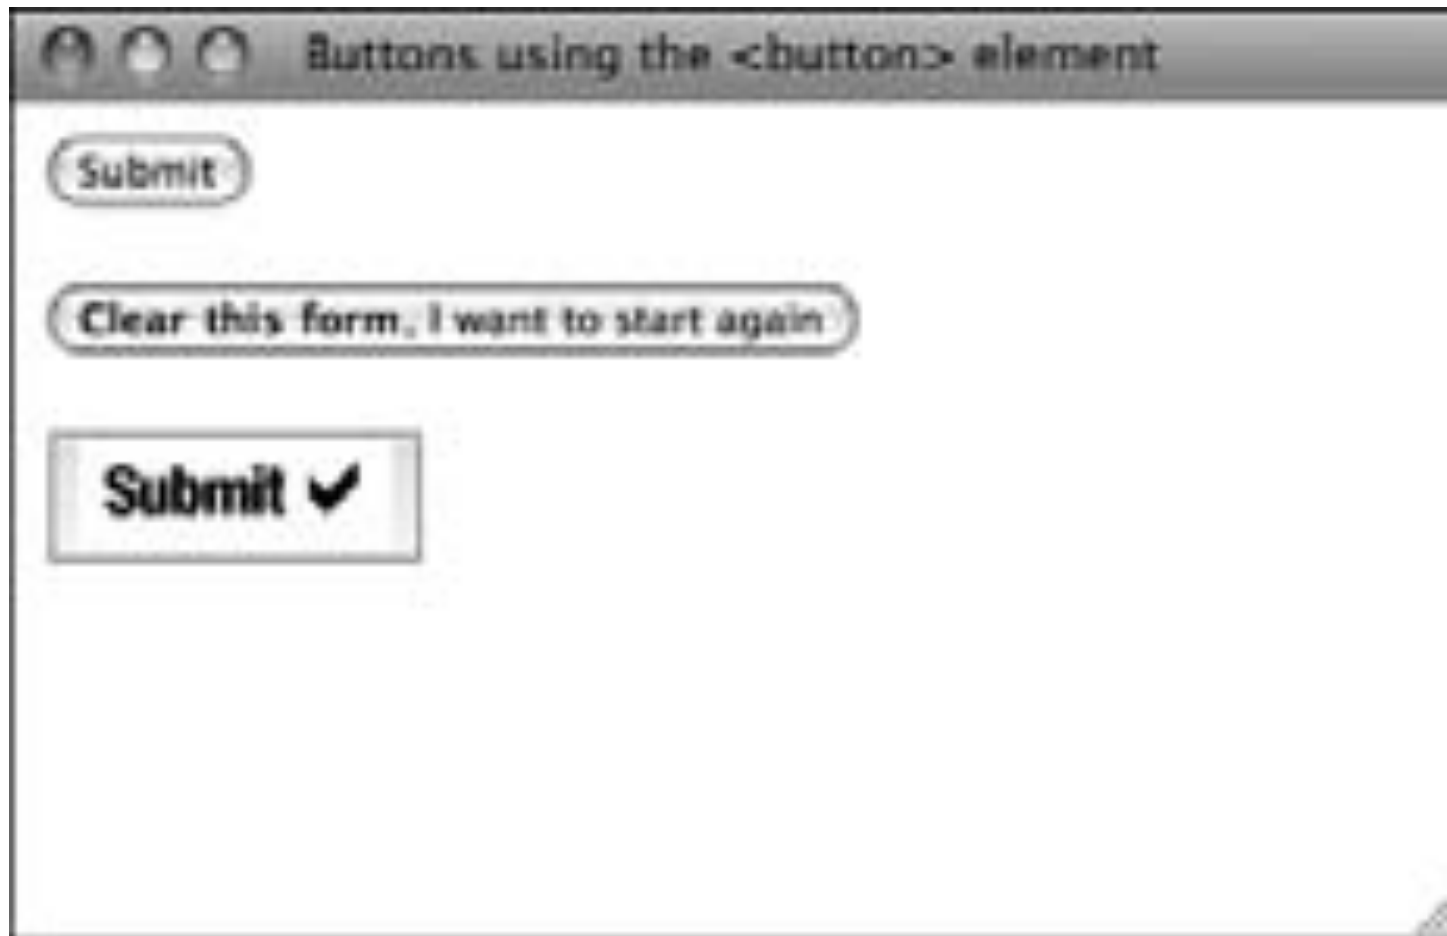 Buttons using the <button> element
Submit
Clear this form, I want to start again
Submit ✔